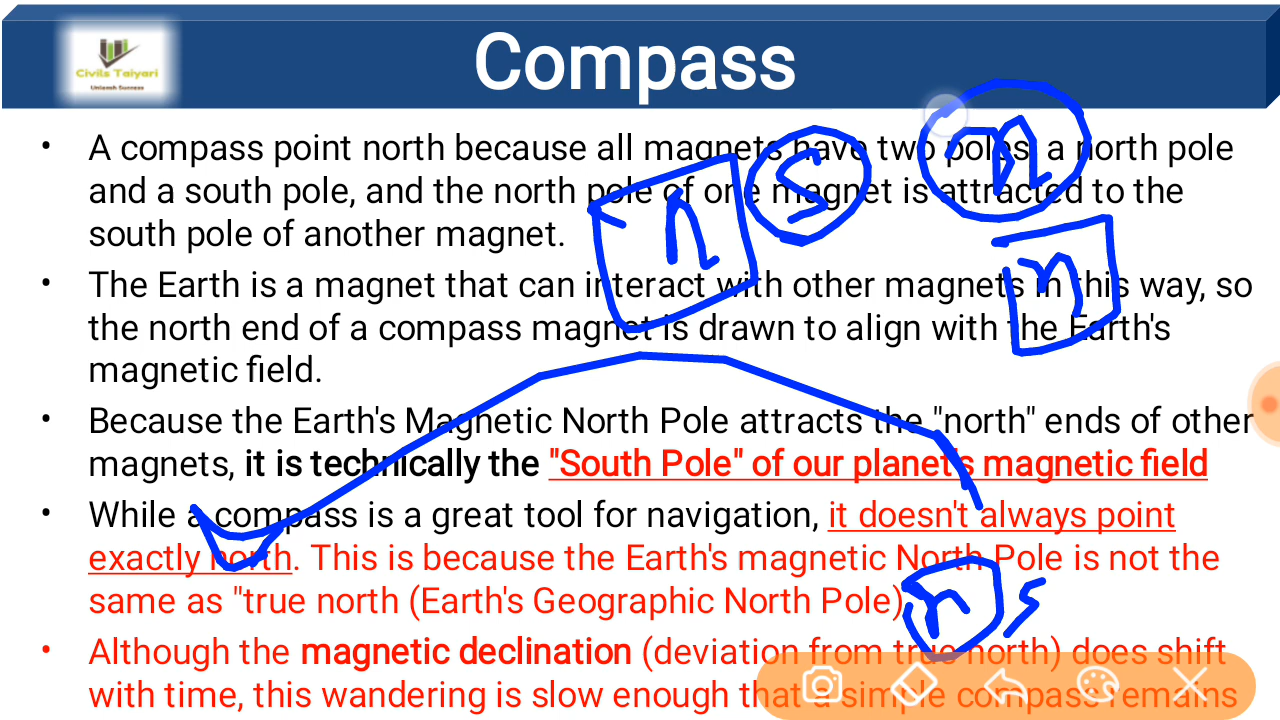 Compass
Civils Taiyari
Unleash Success
• A compass point north because all magnets have two poles, a north pole
and a south pole, and the north pole of one magnet is attracted to the
south pole of another magnet.
• The Earth is a magnet that can interact with other magnets in this way, so
the north end of a compass magnet is drawn to align with the Earth's
magnetic field.
• Because the Earth's Magnetic North Pole attracts the "north" ends of other
magnets, it is technically the "South Pole" of our planet's magnetic field
• While a compass is a great tool for navigation, it doesn't always point
exactly north. This is because the Earth's magnetic North Pole is not the
same as "true north (Earth's Geographic North Pole)
• Although the magnetic declination (deviation from true north) does shift
with time, this wandering is slow enough that a simple compass remains
n
S
n
n
n
s